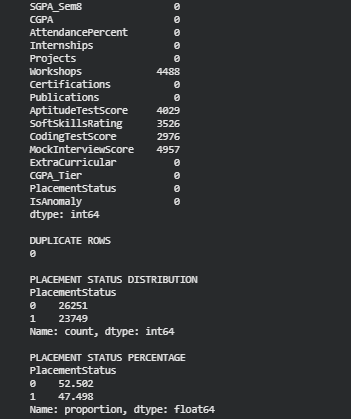 SGPA_Sem8 0
CGPA 0
AttendancePercent 0
Internships 0
Projects 0
Workshops 4488
Certifications 0
Publications 0
AptitudeTestScore 4029
SoftSkillsRating 3526
CodingTestScore 2976
MockInterviewScore 4957
ExtraCurricular 0
CGPA_Tier 0
PlacementStatus 0
IsAnomaly 0
dtype: int64
DUPLICATE ROWS
0
PLACEMENT STATUS DISTRIBUTION
PlacementStatus
0 26251
1 23749
Name: count, dtype: int64
PLACEMENT STATUS PERCENTAGE
PlacementStatus
0 52.502
1 47.498
Name: proportion, dtype: float64